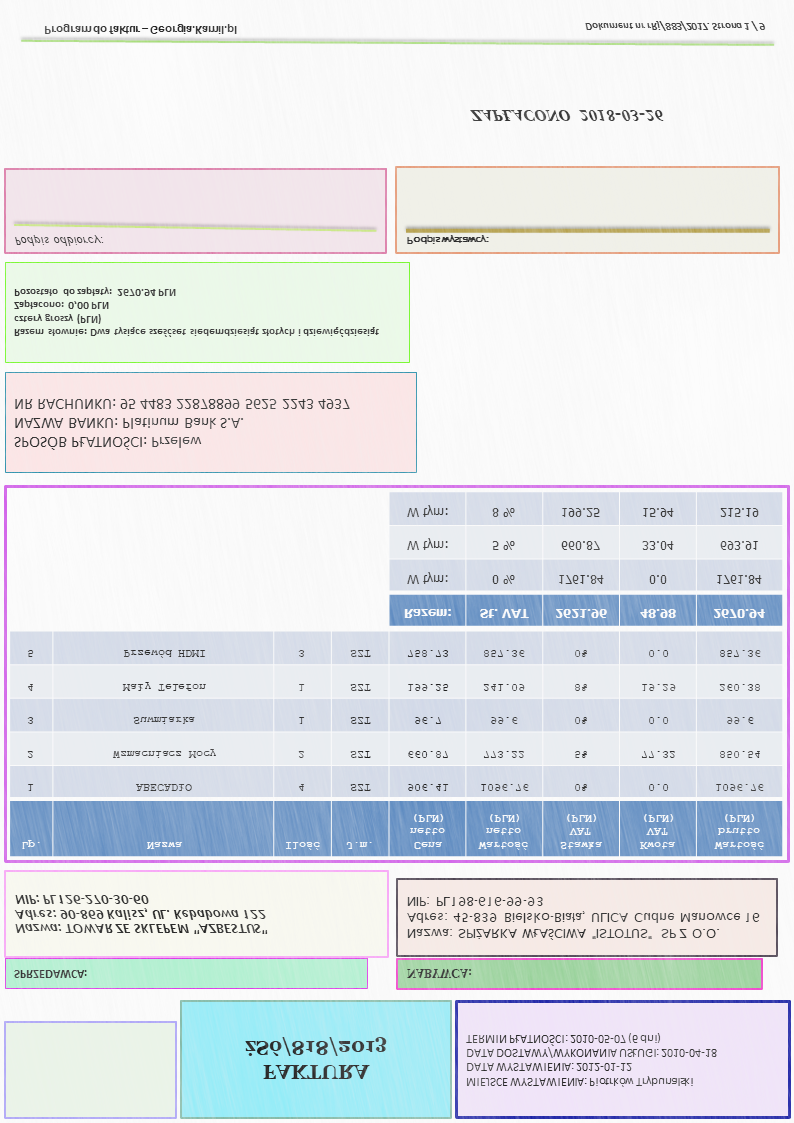 FAKTURA
żSó/818/2013
MIEJSCE WYSTAWIENIA: Piotrków Trybunalski
DATA WYSTAWIENIA: 2012-01-12
DATA DOSTAWY/WYKONANIA USŁUGI: 2010-04-18
TERMIN PŁATNOŚCI: 2010-05-07 (6 dni)
SPRZEDAWCA:
Nazwa: TOWAR ZE SKLEPEM "AZBESTUS"
Adres: 90-869 Kalisz, UL. Kebabowa 122
NIP: PL126-270-30-60
NABYWCA:
Nazwa: SPIŻARKA WŁAŚCIWA "ISTOTUS" SP Z O.O.
Adres: 45-839 Bielsko-Biała, ULICA Cudne Manowce 16
NIP: PL198-616-99-93
Lp. Nazwa Ilość J.m. Cena netto (PLN) Wartość netto (PLN) Stawka VAT (PLN) Kwota VAT (PLN) Wartość brutto (PLN)
1 ABECADłO 4 SZT 906.41 1096.76 0% 0.0 1096.76
2 Wzmacniacz Mocy 2 SZT 660.87 773.22 5% 77.32 850.54
3 Suwmiarka 1 SZT 96.7 99.6 0% 0.0 99.6
4 Mały Telefon 1 SZT 199.25 241.09 8% 19.29 260.38
5 Przewód HDMI 3 SZT 758.73 857.36 0% 0.0 857.36
Razem: St. VAT 2621.96 48.98 2670.94
W tym: 0 % 1761.84 0.0 1761.84
W tym: 5 % 660.87 33.04 693.91
W tym: 8 % 199.25 15.94 215.19
SPOSÓB PŁATNOŚCI: Przelew
NAZWA BANKU: Platinum Bank S.A.
NR RACHUNKU: 95 4483 22878899 5625 2243 4937
Razem słownie: Dwa tysiące sześćset siedemdziesiąt złotych i dziewięćdziesiąt
cztery groszy (PLN)
Zapłacono: 0,00 PLN
Pozostało do zapłaty: 2670.94 PLN
Podpis odbiorcy:
Podpis wystawcy:
ZAPŁACONO 2018-03-26
Program do faktur – Georgia.Kamil.pl
Dokument nr rRj/883/2017. Strona 1 / 9